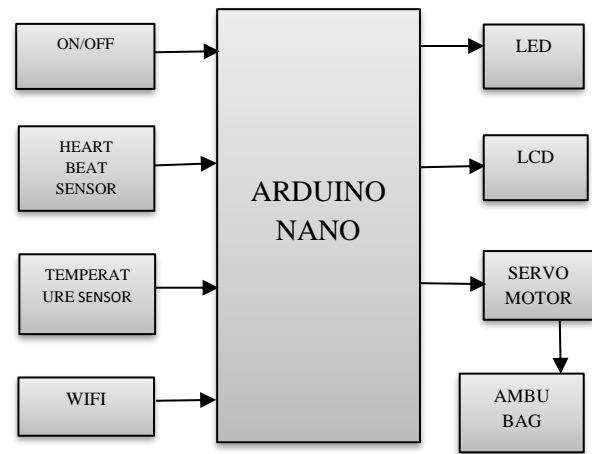 ON/OFF
HEART
BEAT
SENSOR
TEMPERAT
URE SENSOR
WIFI
ARDUINO
NANO
LED
LCD
SERVO
MOTOR
AMBU
BAG